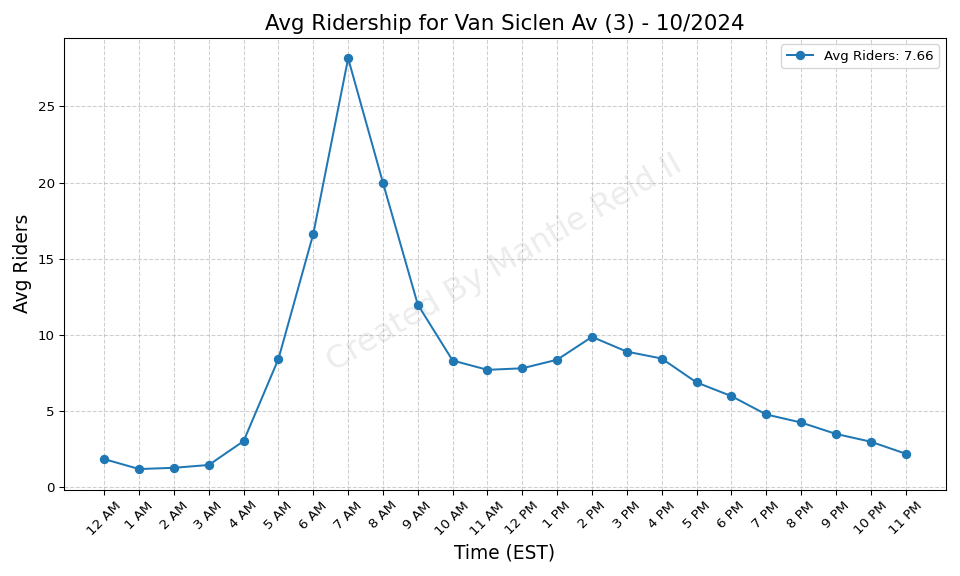 Avg Ridership for Van Siclen Av (3) - 10/2024
Avg Riders: 7.66
25
20
15
10
5
0
Avg Riders
Created By Mantie Reid II
12 AM
1 AM
2 AM
3 AM
4 AM
5 AM
6 AM
7 AM
8 AM
9 AM
10 AM
11 AM
12 PM
1 PM
2 PM
3 PM
4 PM
5 PM
6 PM
7 PM
8 PM
9 PM
10 PM
11 PM
Time (EST)